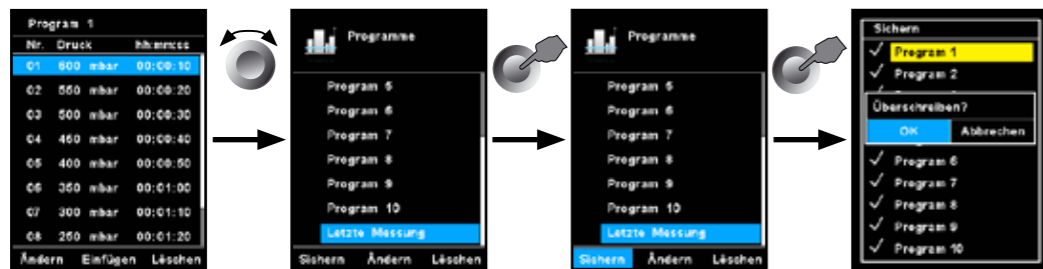 Program 1
Nr. Druck hh:mm:ss
01 600 mbar 00:00:10
02 550 mbar 00:00:20
03 500 mbar 00:00:30
04 450 mbar 00:00:40
05 400 mbar 00:00:50
06 350 mbar 00:01:00
07 300 mbar 00:01:10
08 250 mbar 00:01:20
Ändern Einfügen Löschen
Programme
Program 5
Program 6
Program 7
Program 8
Program 9
Program 10
Letzte Messung
Sichern Ändern Löschen
Programme
Program 5
Program 6
Program 7
Program 8
Program 9
Program 10
Letzte Messung
Sichern Ändern Löschen
Sichern
Program 1
Program 2
Überschreiben?
OK Abbrechen
Program 6
Program 7
Program 8
Program 9
Program 10